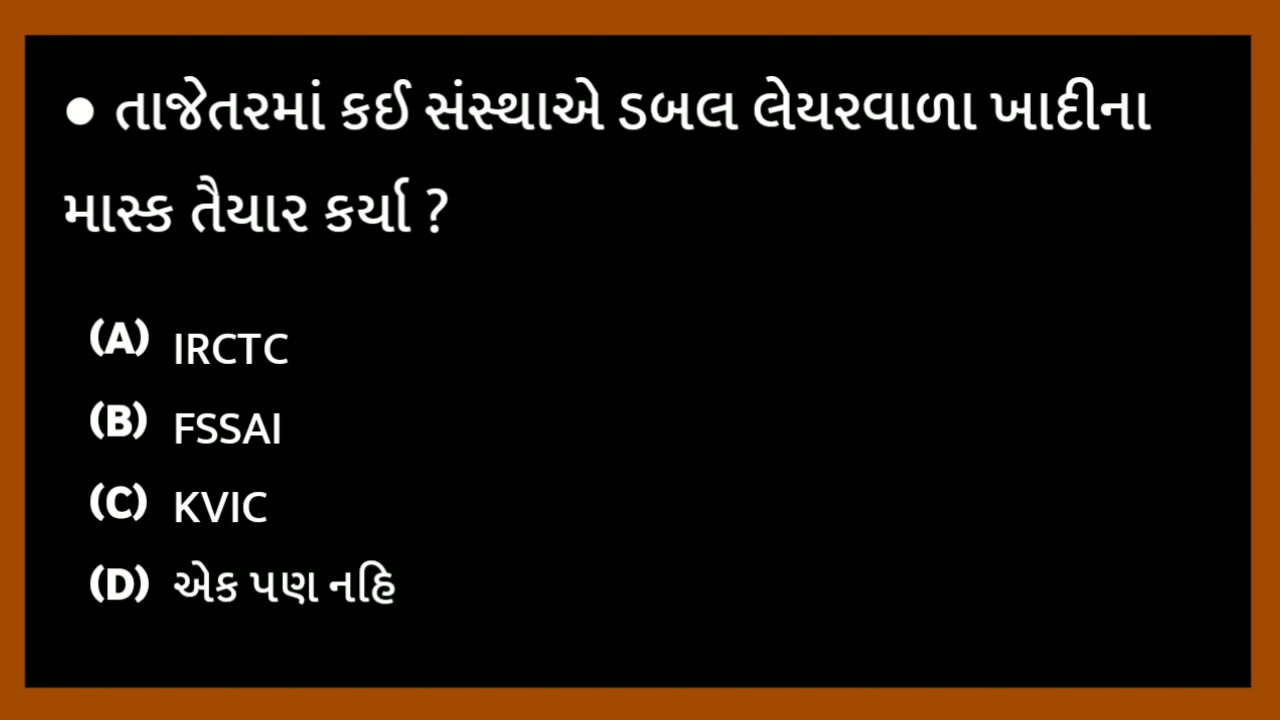 ● તાજેતરમાં કઈ સંસ્થાએ ડબલ લેયરવાળા ખાદીના
માસ્ક તૈયાર કર્યા ?
(A) IRCTC
(B) FSSAI
(C) KVIC
(D) એક પણ નહિ